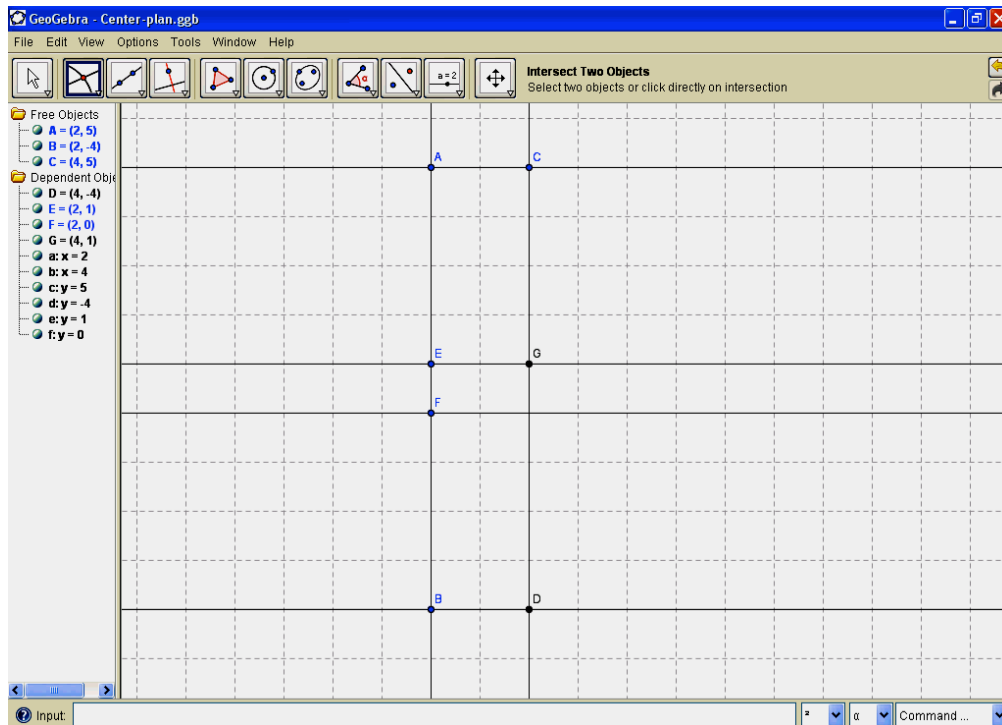 GeoGebra - Center-plan.ggb
File Edit View Options Tools Window Help
a=2
Intersect Two Objects
Select two objects or click directly on intersection
Free Objects
A = (2, 5)
B = (2, -4)
C = (4, 5)
Dependent Obje
D = (4, -4)
E = (2, 1)
F = (2, 0)
G = (4, 1)
a: x = 2
b: x = 4
c: y = 5
d: y = -4
e: y = 1
f: y = 0
A C
E G
F
B D
Input: ² α Command ...